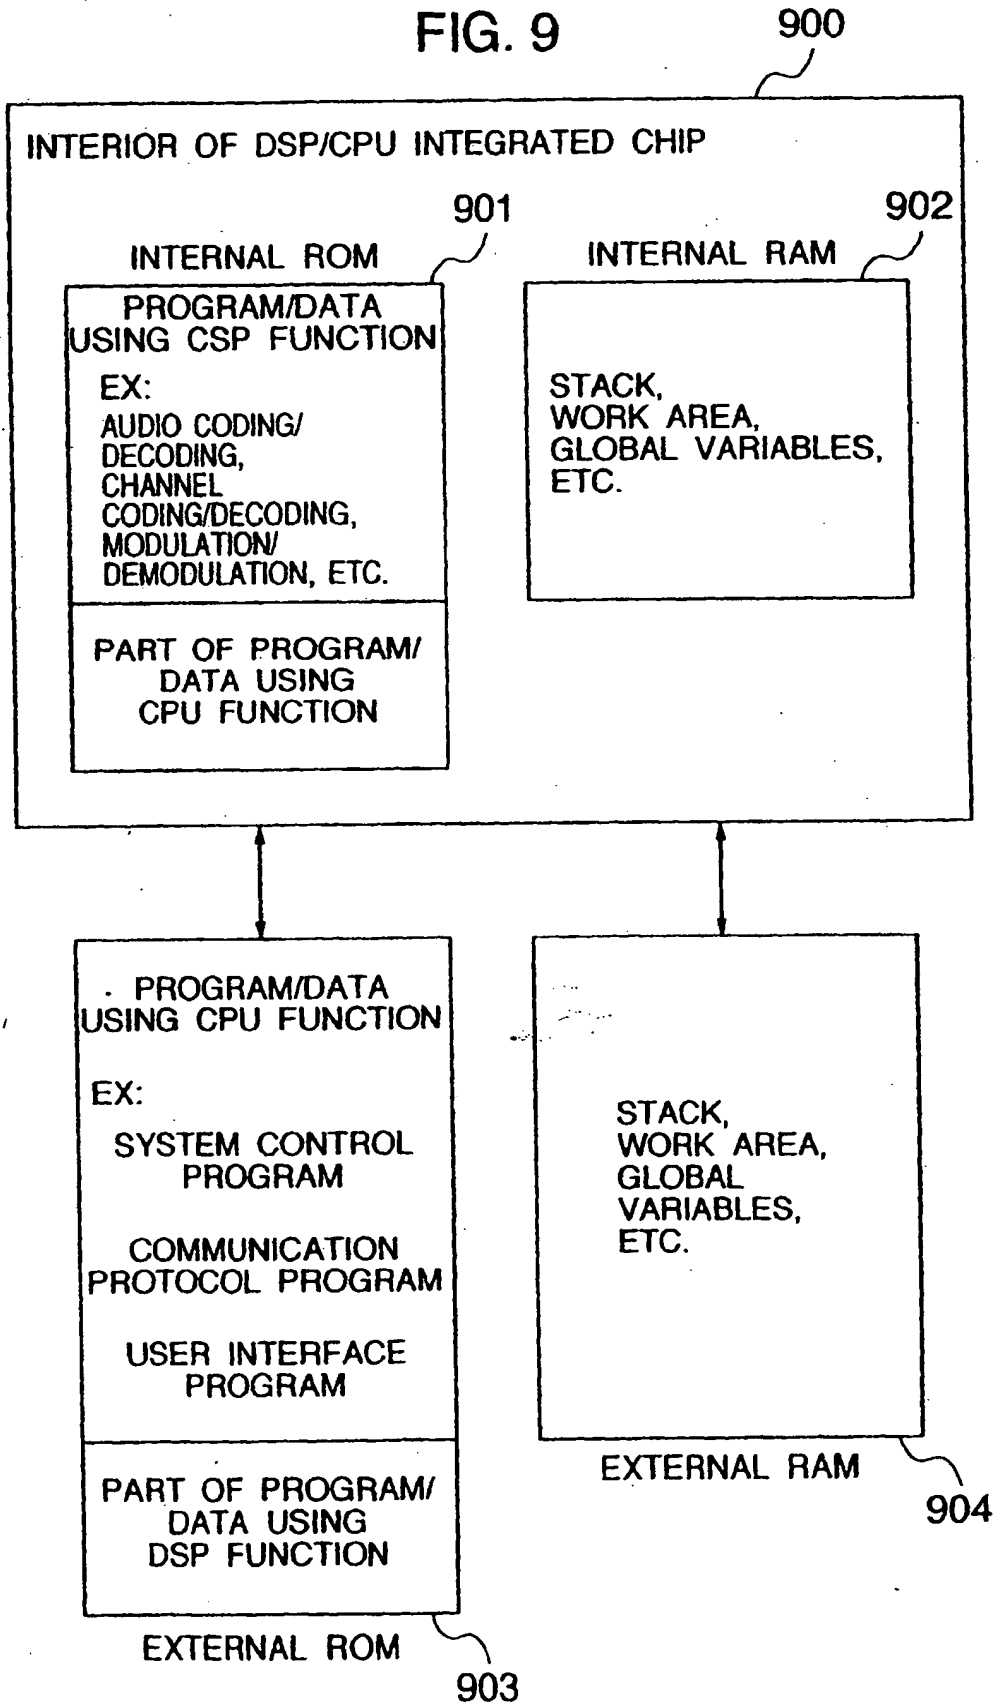 FIG. 9
900
INTERIOR OF DSP/CPU INTEGRATED CHIP
901
INTERNAL ROM
PROGRAM/DATA
USING CSP FUNCTION
EX:
AUDIO CODING/
DECODING,
CHANNEL
CODING/DECODING,
MODULATION/
DEMODULATION, ETC.
PART OF PROGRAM/
DATA USING
CPU FUNCTION
902
INTERNAL RAM
STACK,
WORK AREA,
GLOBAL VARIABLES,
ETC.
PROGRAM/DATA
USING CPU FUNCTION
EX:
SYSTEM CONTROL
PROGRAM
COMMUNICATION
PROTOCOL PROGRAM
USER INTERFACE
PROGRAM
PART OF PROGRAM/
DATA USING
DSP FUNCTION
EXTERNAL ROM
903
STACK,
WORK AREA,
GLOBAL
VARIABLES,
ETC.
EXTERNAL RAM
904